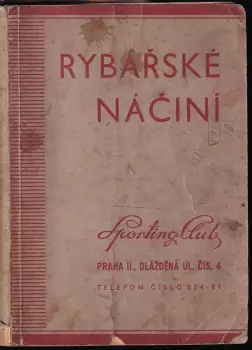 RYBÁŘSKÉ
NÁČINÍ
Sporting Club
PRAHA II., DLÁŽDĚNÁ UL. ČÍS. 4
TELEFON ČÍSLO 324-81